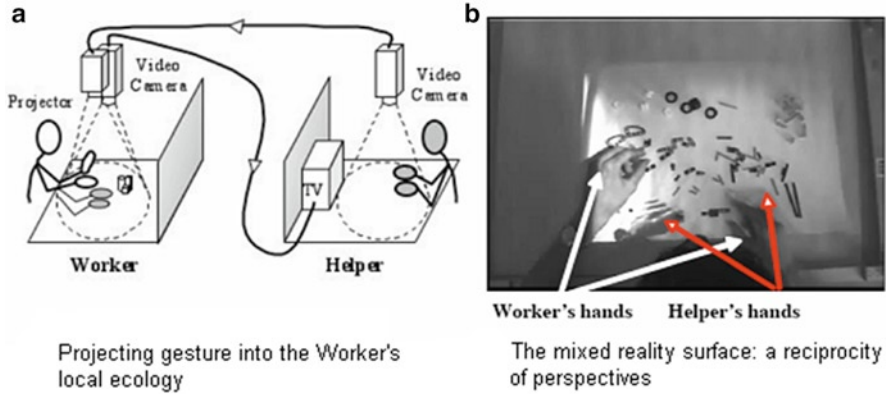 a
Video
Camera
Projector
Video
Camera
TV
Worker
Helper
Projecting gesture into the Worker's
local ecology
b
Worker's hands
Helper's hands
The mixed reality surface: a reciprocity
of perspectives